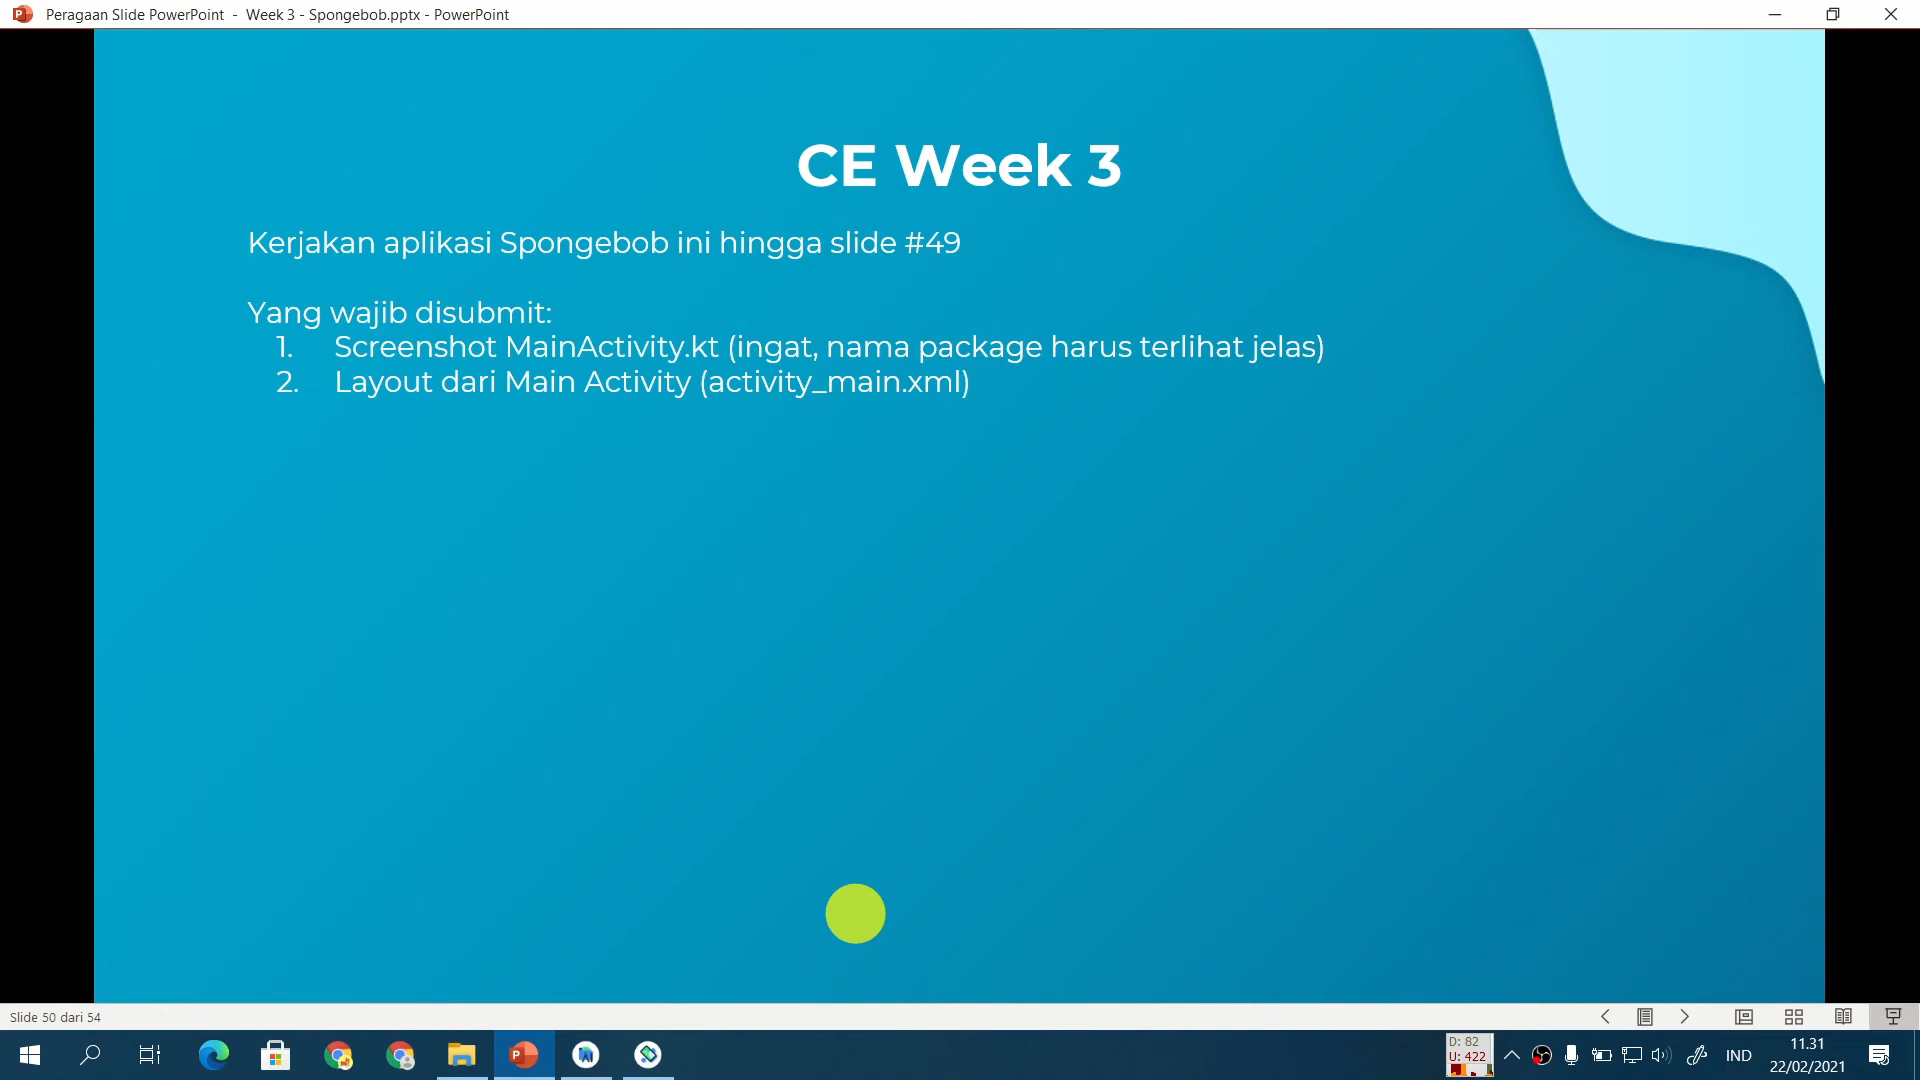 Peragaan Slide PowerPoint - Week 3 - Spongebob.pptx - PowerPoint
CE Week 3
Kerjakan aplikasi Spongebob ini hingga slide #49
Yang wajib disubmit:
1. Screenshot MainActivity.kt (ingat, nama package harus terlihat jelas)
2. Layout dari Main Activity (activity_main.xml)
Slide 50 dari 54
D: 82
U: 422
IND
11.31
22/02/2021